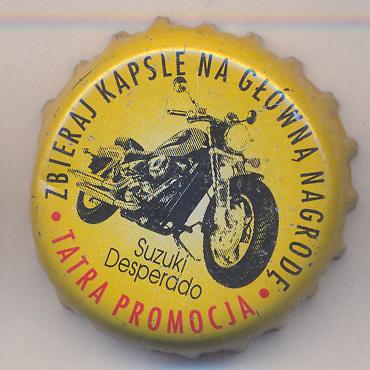 ZBIERAJ KAPSLE NA GŁÓWNĄ NAGRODĘ
Suzuki
Desperado
• TATRA PROMOCJA •